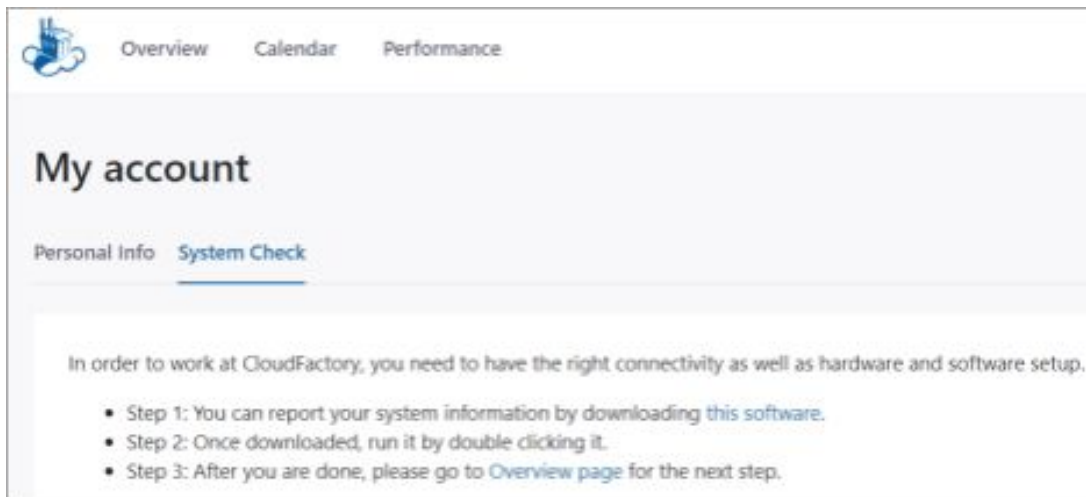 Overview Calendar Performance
My account
Personal Info System Check
In order to work at CloudFactory, you need to have the right connectivity as well as hardware and software setup.
• Step 1: You can report your system information by downloading this software.
• Step 2: Once downloaded, run it by double clicking it.
• Step 3: After you are done, please go to Overview page for the next step.